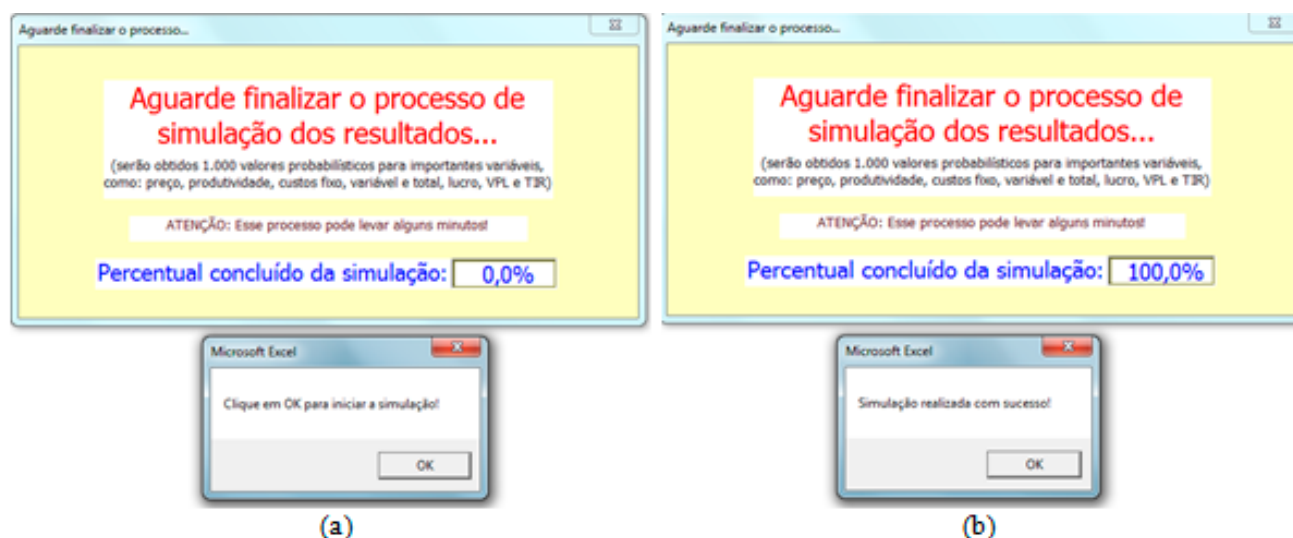 Aguarde finalizar o processo...
Aguarde finalizar o processo de
simulação dos resultados...
(serão obtidos 1.000 valores probabilísticos para importantes variáveis,
como: preço, produtividade, custos fixo, variável e total, lucro, VPL e TIR)
ATENÇÃO: Esse processo pode levar alguns minutos!
Percentual concluído da simulação: 0,0%
Microsoft Excel
Clique em OK para iniciar a simulação!
OK
(a)
Aguarde finalizar o processo...
Aguarde finalizar o processo de
simulação dos resultados...
(serão obtidos 1.000 valores probabilísticos para importantes variáveis,
como: preço, produtividade, custos fixo, variável e total, lucro, VPL e TIR)
ATENÇÃO: Esse processo pode levar alguns minutos!
Percentual concluído da simulação: 100,0%
Microsoft Excel
Simulação realizada com sucesso!
OK
(b)